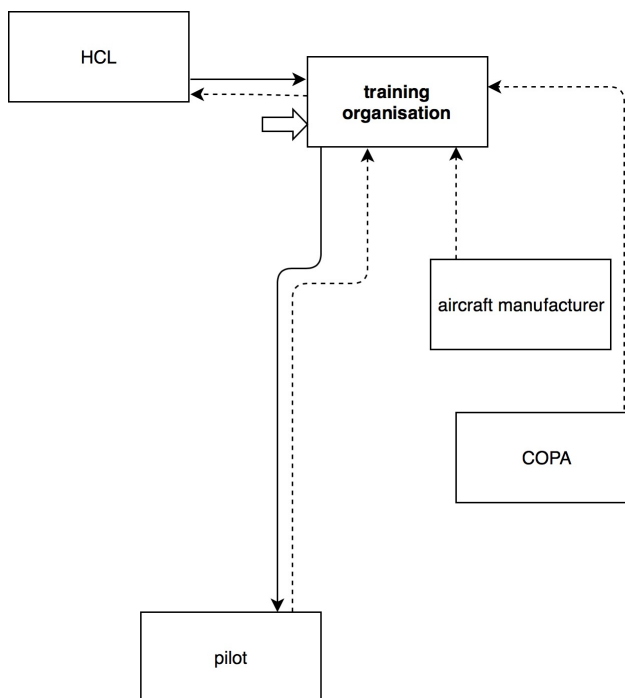 HCL
training
organisation
aircraft manufacturer
COPA
pilot